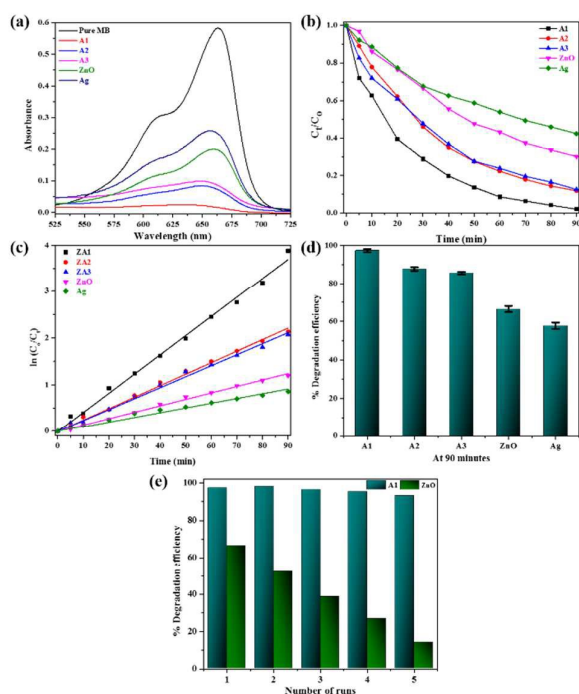 (a)
Pure MB
A1
A2
A3
ZnO
Ag
Absorbance
0.6
0.5
0.4
0.3
0.2
0.1
0.0
525 550 575 600 625 650 675 700 725
Wavelength (nm)
(b)
A1
A2
A3
ZnO
Ag
Ct/Co
1.0
0.8
0.6
0.4
0.2
0.0
0 10 20 30 40 50 60 70 80 90
Time (min)
(c)
ZA1
ZA2
ZA3
ZnO
Ag
ln (Co/Ct)
4
3
2
1
0
0 10 20 30 40 50 60 70 80 90
Time (min)
(d)
% Degradation efficiency
100
80
60
40
20
0
A1 A2 A3 ZnO Ag
At 90 minutes
(e)
A1 ZnO
% Degradation efficiency
100
80
60
40
20
0
1 2 3 4 5
Number of runs